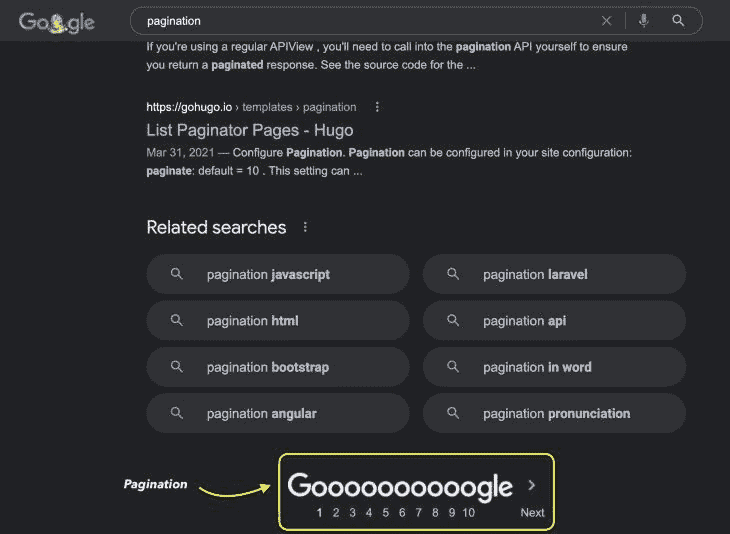 Google
pagination
If you're using a regular APIView , you'll need to call into the pagination API yourself to ensure
you return a paginated response. See the source code for the ...
https://gohugo.io › templates › pagination
List Paginator Pages - Hugo
Mar 31, 2021 — Configure Pagination. Pagination can be configured in your site configuration:
paginate: default = 10 . This setting can ...
Related searches
pagination javascript
pagination laravel
pagination html
pagination api
pagination bootstrap
pagination in word
pagination angular
pagination pronunciation
Pagination
Goooooooooogle
1 2 3 4 5 6 7 8 9 10 Next